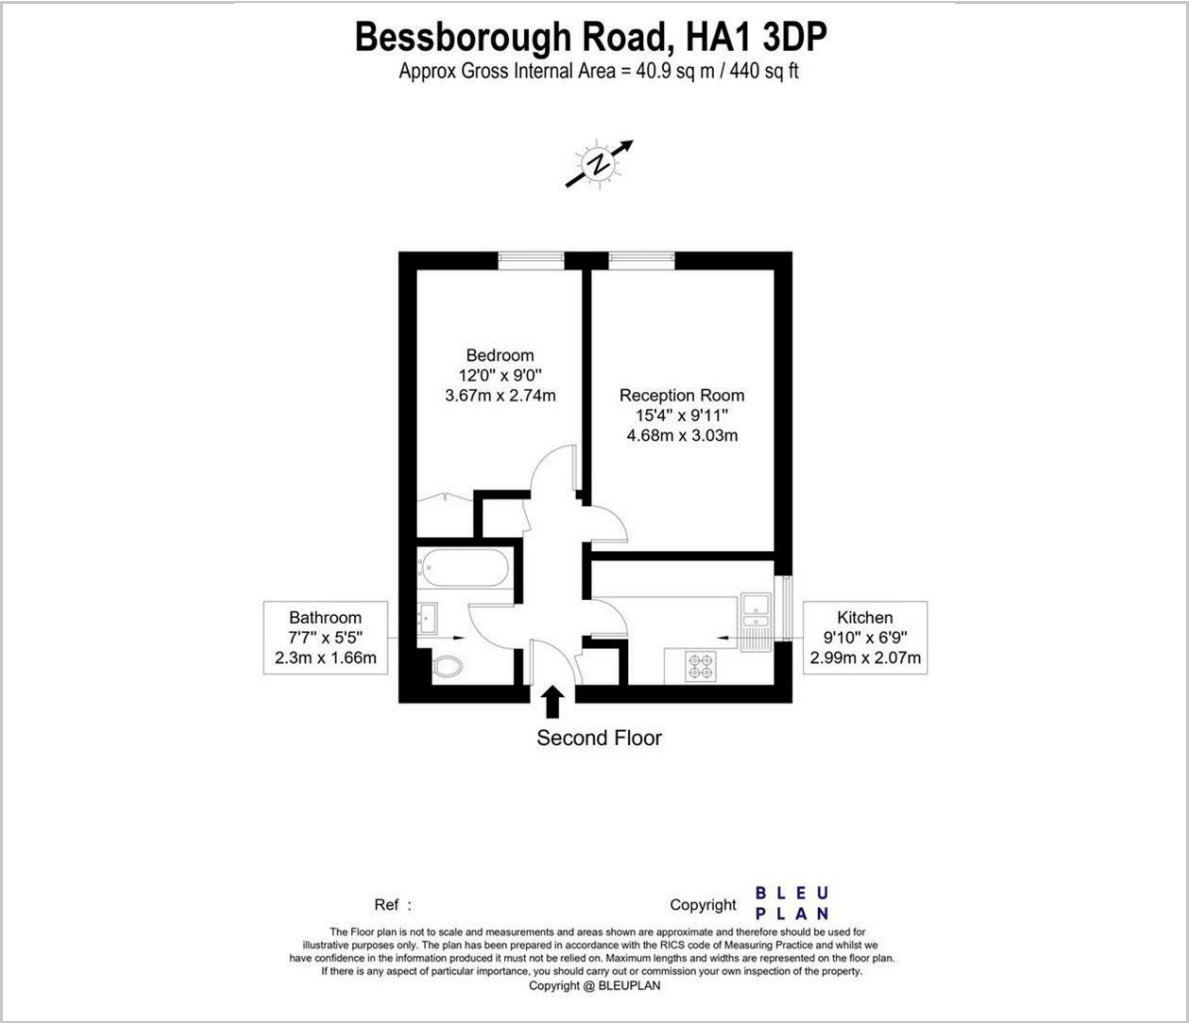 Bessborough Road, HA1 3DP
Approx Gross Internal Area = 40.9 sq m / 440 sq ft
N
Bedroom
12'0" x 9'0"
3.67m x 2.74m
Reception Room
15'4" x 9'11"
4.68m x 3.03m
Bathroom
7'7" x 5'5"
2.3m x 1.66m
Kitchen
9'10" x 6'9"
2.99m x 2.07m
Second Floor
Ref :
Copyright
BLEU
PLAN
The Floor plan is not to scale and measurements and areas shown are approximate and therefore should be used for
illustrative purposes only. The plan has been prepared in accordance with the RICS code of Measuring Practice and whilst we
have confidence in the information produced it must not be relied on. Maximum lengths and widths are represented on the floor plan.
If there is any aspect of particular importance, you should carry out or commission your own inspection of the property.
Copyright @ BLEUPLAN